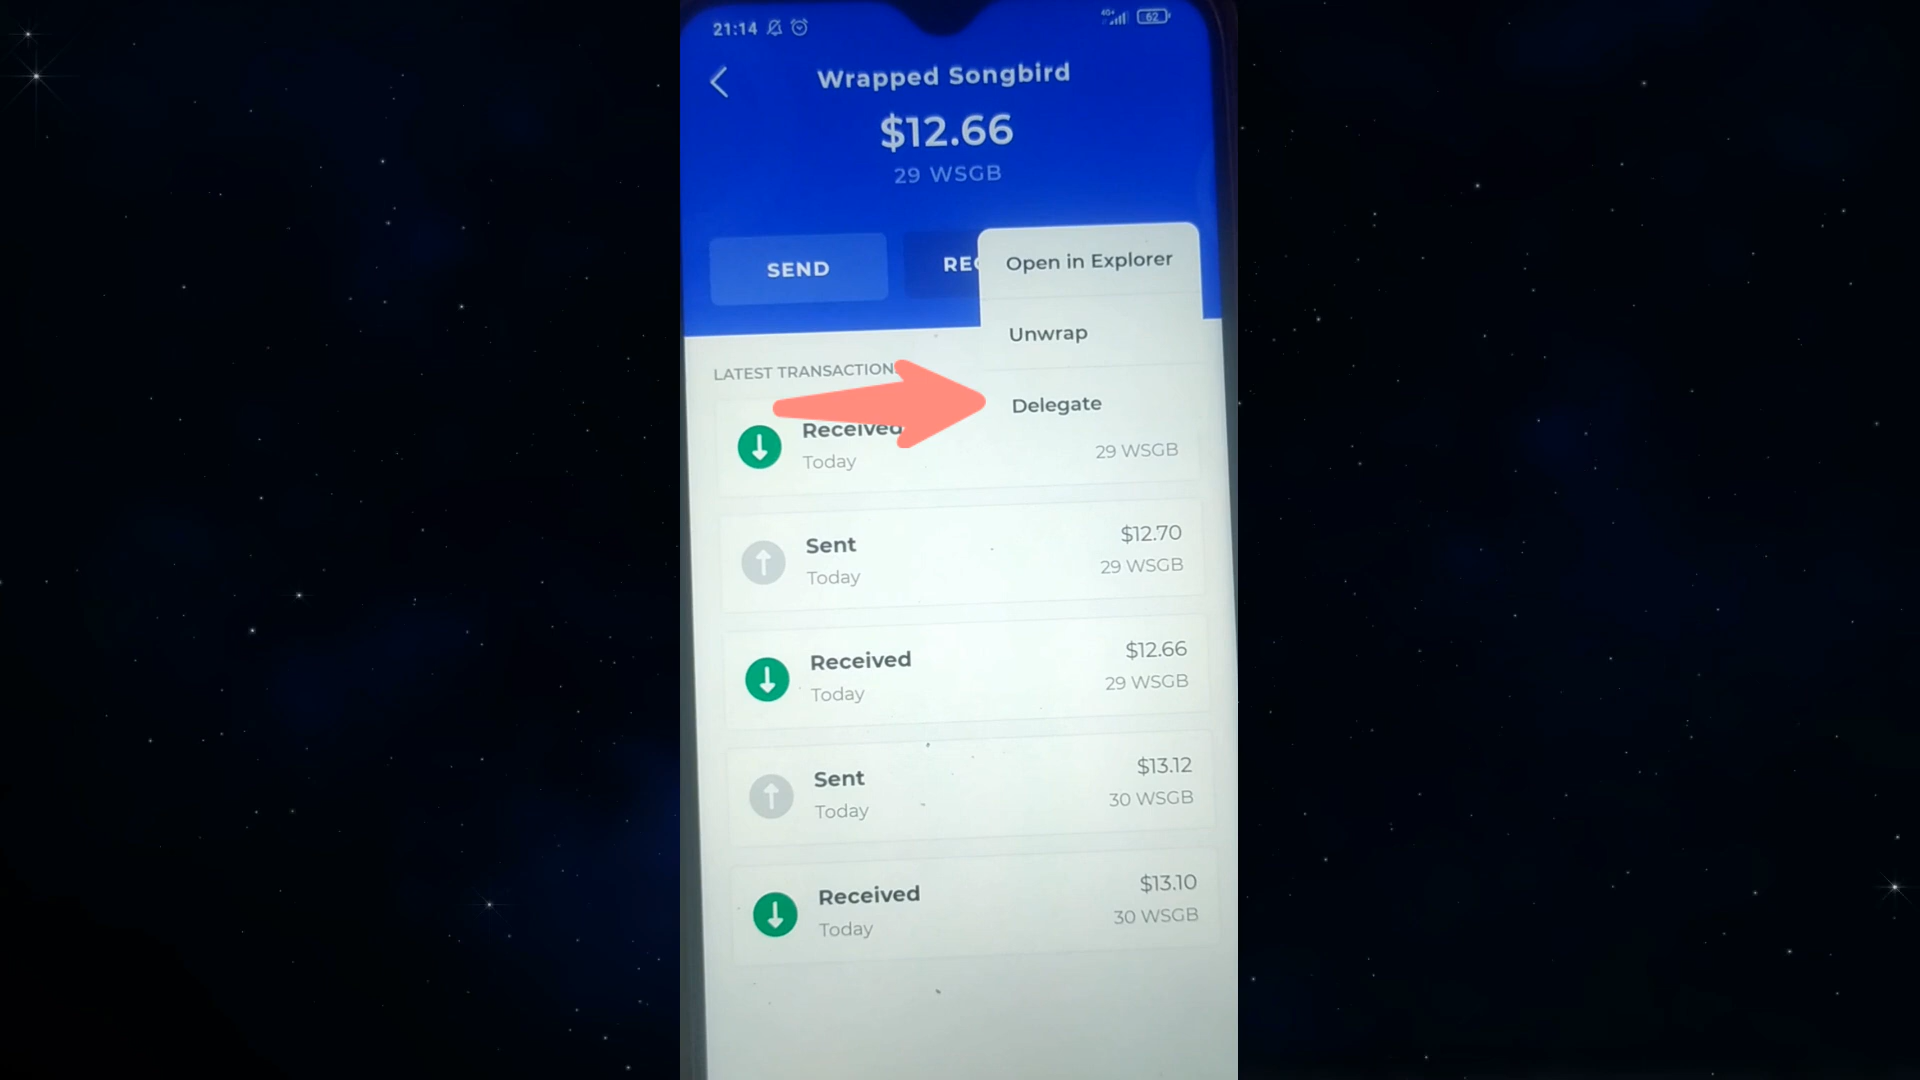 21:14
4G+
62
Wrapped Songbird
$12.66
29 WSGB
SEND
REC
Open in Explorer
Unwrap
Delegate
LATEST TRANSACTION
Received
Today
29 WSGB
Sent
$12.70
Today
29 WSGB
Received
$12.66
Today
29 WSGB
Sent
$13.12
Today
30 WSGB
Received
$13.10
Today
30 WSGB